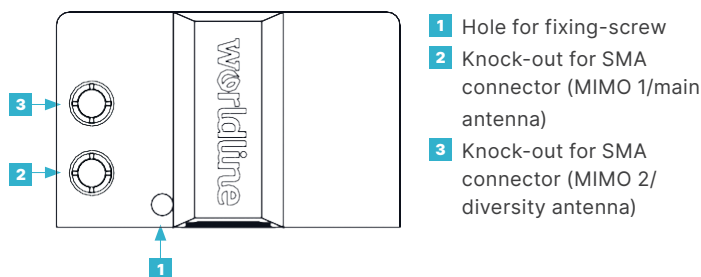 3
2
1
worldline
1 Hole for fixing-screw
2 Knock-out for SMA
connector (MIMO 1/main
antenna)
3 Knock-out for SMA
connector (MIMO 2/
diversity antenna)